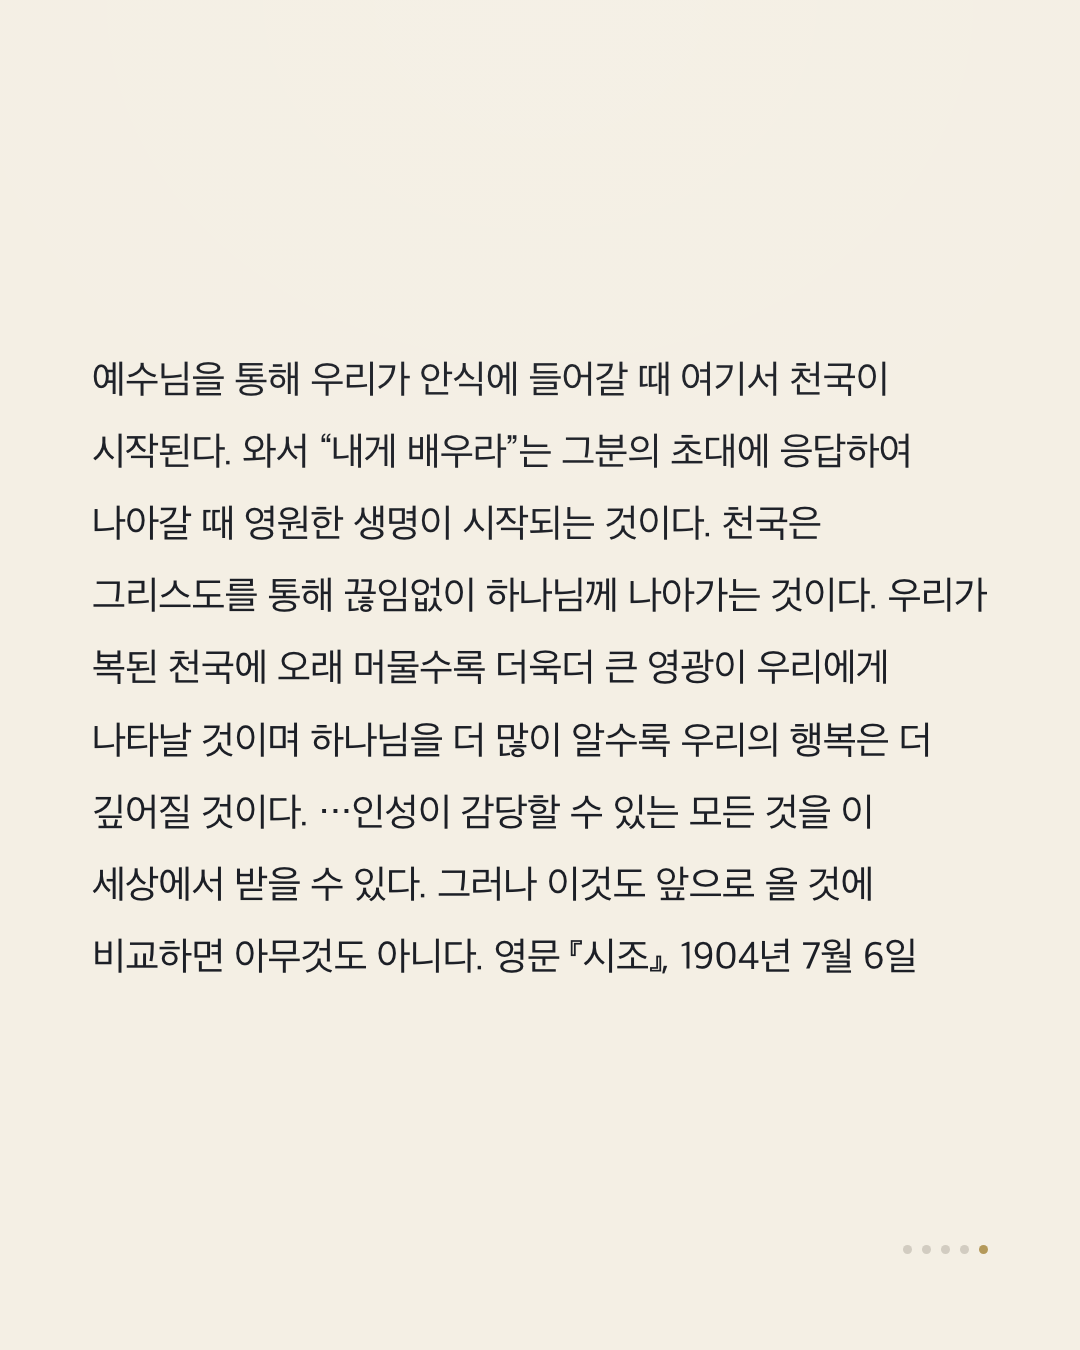 예수님을 통해 우리가 안식에 들어갈 때 여기서 천국이
시작된다. 와서 “내게 배우라”는 그분의 초대에 응답하여
나아갈 때 영원한 생명이 시작되는 것이다. 천국은
그리스도를 통해 끊임없이 하나님께 나아가는 것이다. 우리가
복된 천국에 오래 머물수록 더욱더 큰 영광이 우리에게
나타날 것이며 하나님을 더 많이 알수록 우리의 행복은 더
깊어질 것이다. …인성이 감당할 수 있는 모든 것을 이
세상에서 받을 수 있다. 그러나 이것도 앞으로 올 것에
비교하면 아무것도 아니다. 영문 『시조』, 1904년 7월 6일